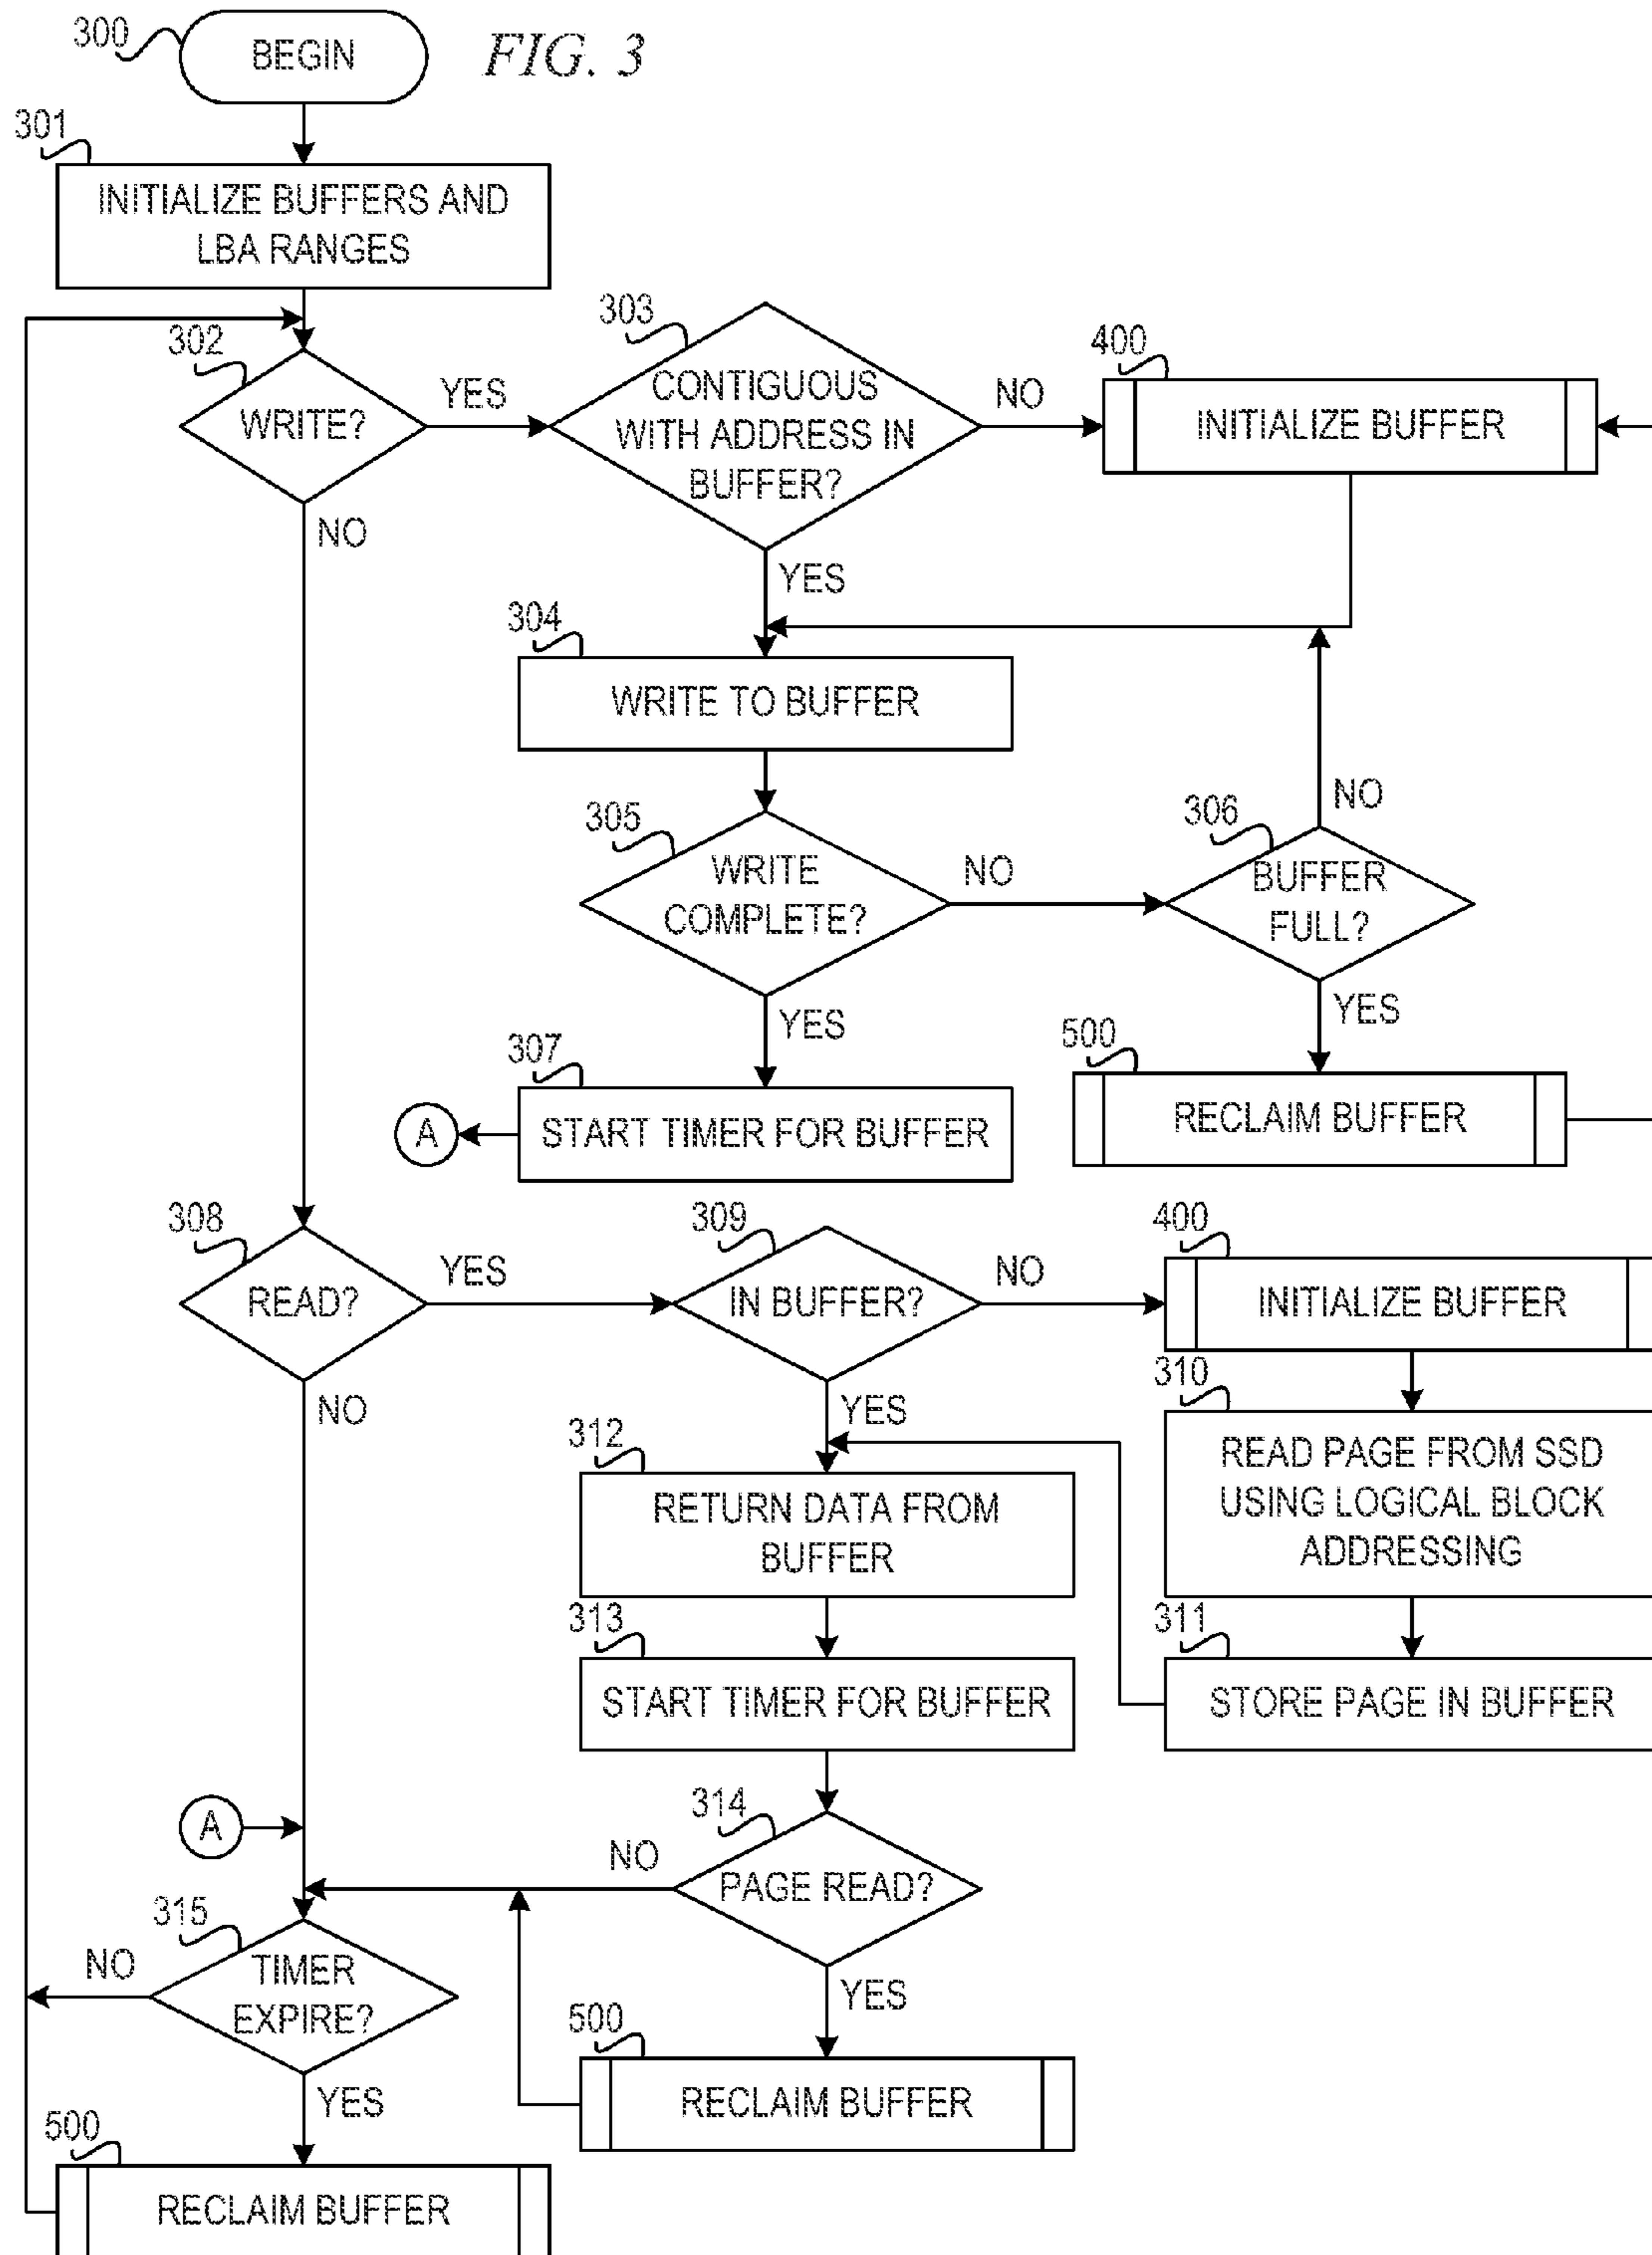 300
BEGIN
FIG. 3
301
INITIALIZE BUFFERS AND
LBA RANGES
302
WRITE?
YES
NO
303
CONTIGUOUS
WITH ADDRESS IN
BUFFER?
NO
YES
400
INITIALIZE BUFFER
304
WRITE TO BUFFER
305
WRITE
COMPLETE?
NO
YES
306
BUFFER
FULL?
NO
YES
500
RECLAIM BUFFER
307
START TIMER FOR BUFFER
A
308
READ?
YES
NO
309
IN BUFFER?
NO
YES
400
INITIALIZE BUFFER
310
READ PAGE FROM SSD
USING LOGICAL BLOCK
ADDRESSING
311
STORE PAGE IN BUFFER
312
RETURN DATA FROM
BUFFER
313
START TIMER FOR BUFFER
314
PAGE READ?
NO
YES
500
RECLAIM BUFFER
A
315
TIMER
EXPIRE?
NO
YES
500
RECLAIM BUFFER